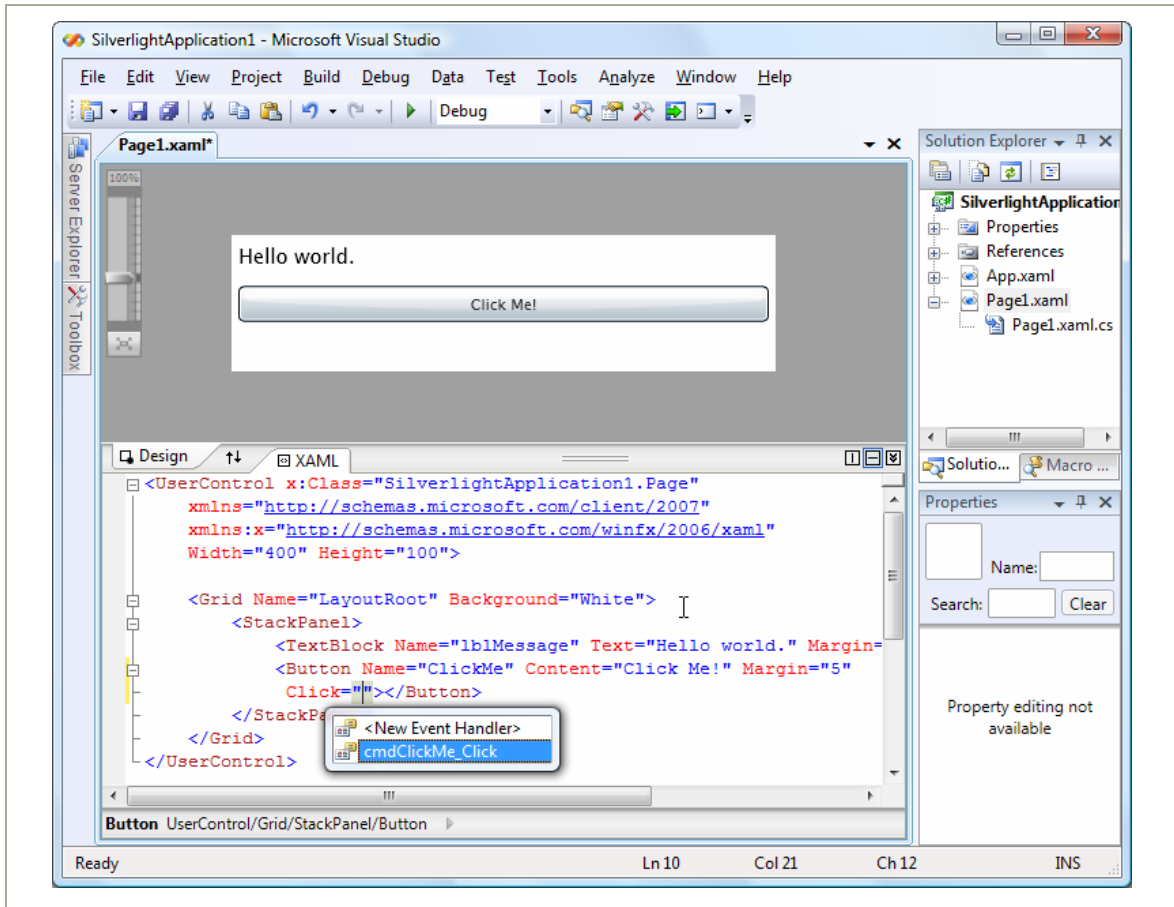 SilverlightApplication1 - Microsoft Visual Studio
File Edit View Project Build Debug Data Test Tools Analyze Window Help
Debug
Server Explorer
Toolbox
Page1.xaml*
100%
Hello world.
Click Me!
Design
XAML
<UserControl x:Class="SilverlightApplication1.Page"
xmlns="http://schemas.microsoft.com/client/2007"
xmlns:x="http://schemas.microsoft.com/winfx/2006/xaml"
Width="400" Height="100">
<Grid Name="LayoutRoot" Background="White">
<StackPanel>
<TextBlock Name="lblMessage" Text="Hello world." Margin=
<Button Name="ClickMe" Content="Click Me!" Margin="5"
Click=""></Button>
</StackPa
<New Event Handler>
</Grid>
cmdClickMe_Click
</UserControl>
Button UserControl/Grid/StackPanel/Button
Solution Explorer
SilverlightApplication
Properties
References
App.xaml
Page1.xaml
Page1.xaml.cs
Solutio... Macro ...
Properties
Name:
Search: Clear
Property editing not
available
Ready Ln 10 Col 21 Ch 12 INS